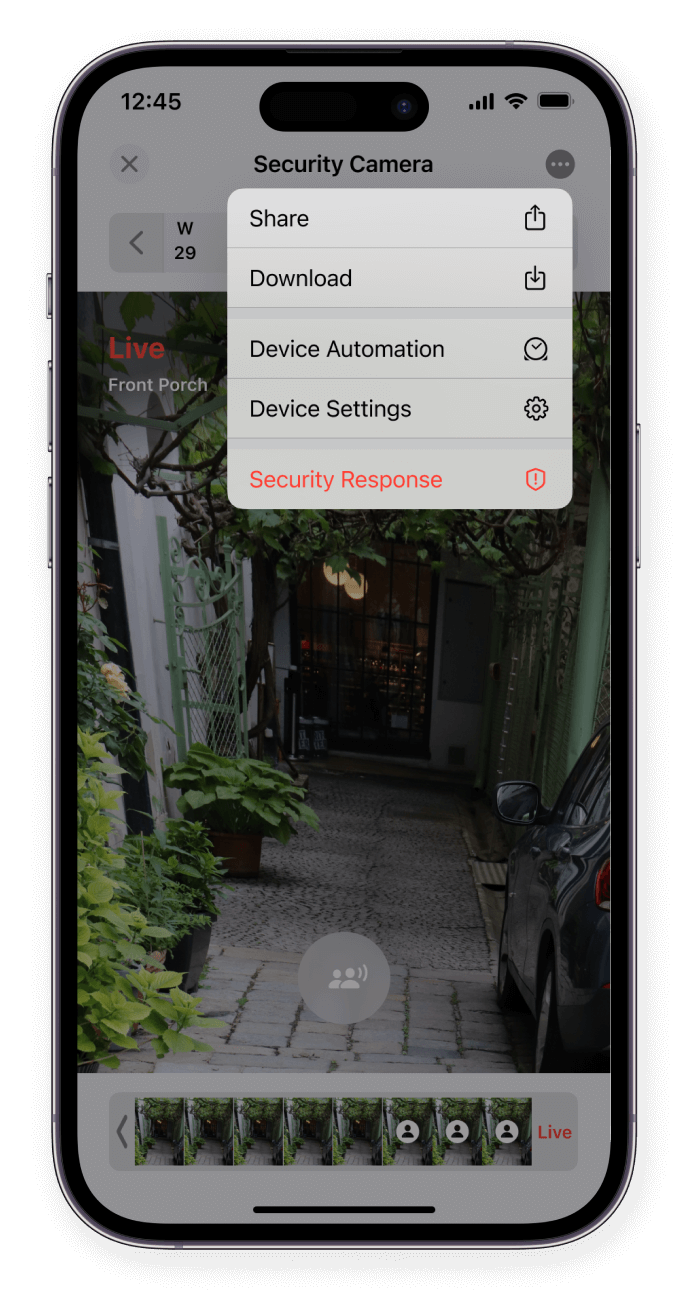 12:45
Security Camera
W
29
Share
Download
Live
Device Automation
Front Porch
Device Settings
Security Response
Live